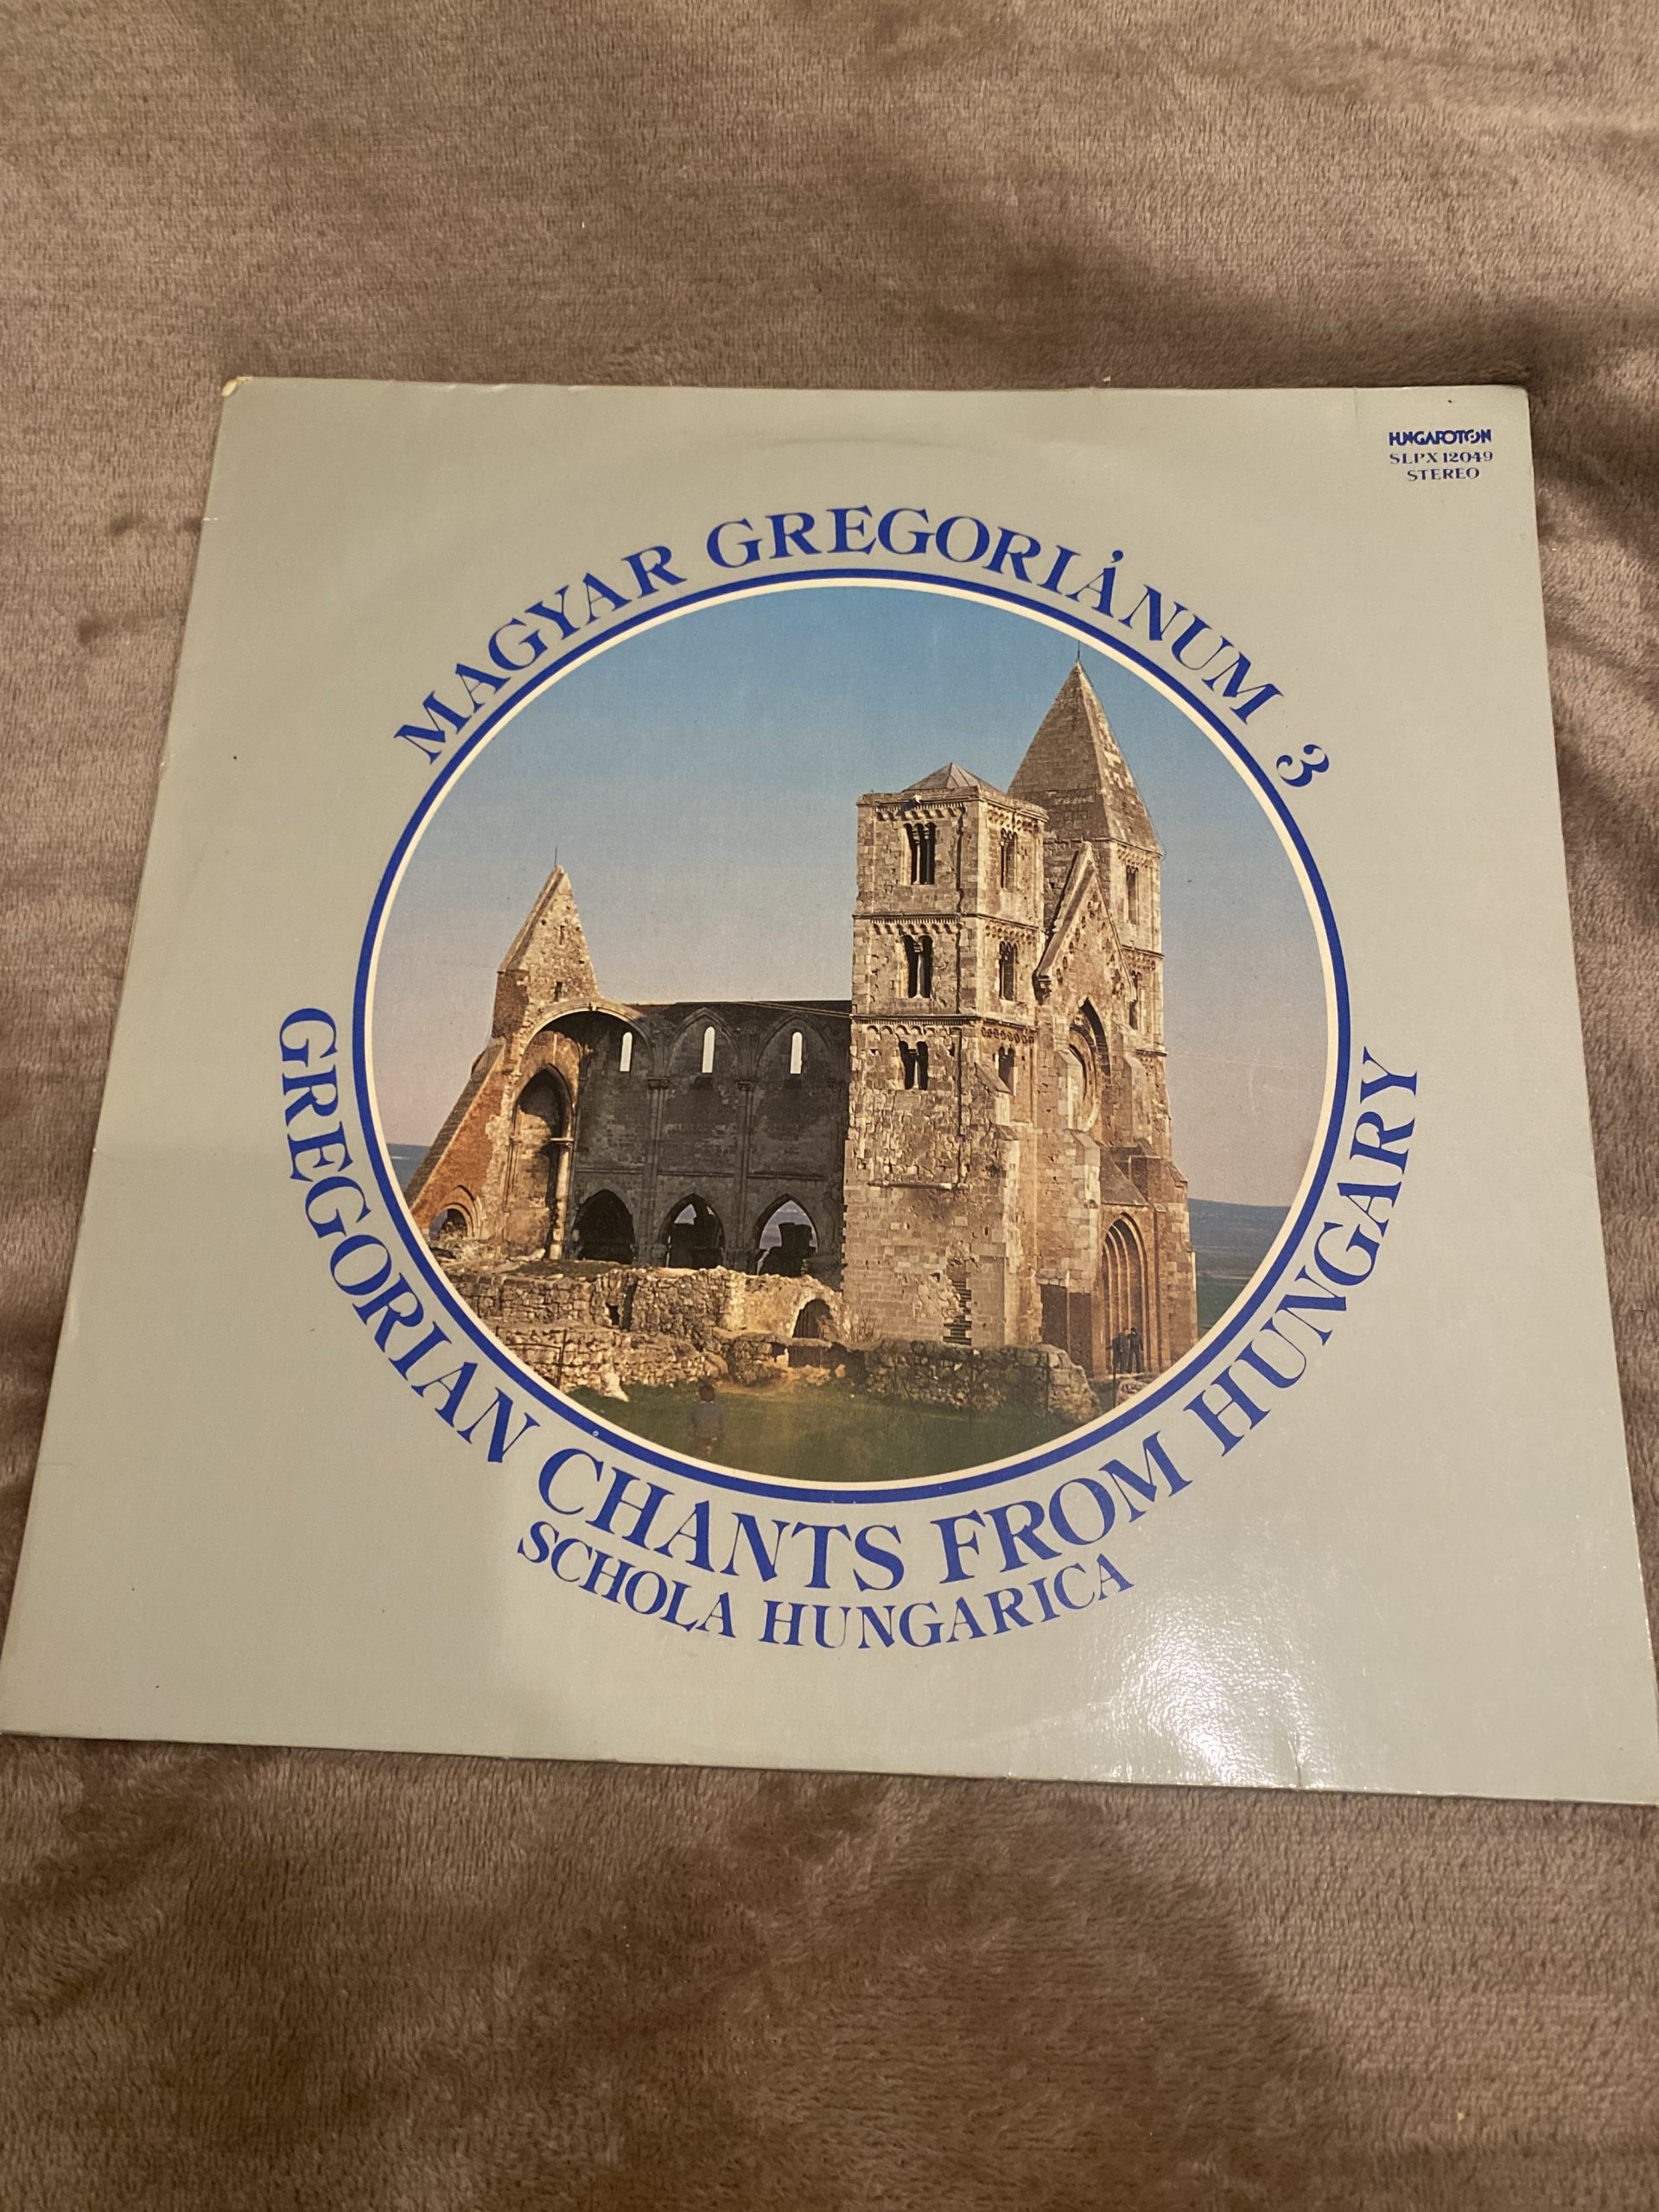 HUNGAROTON
SLPX 12049
STEREO
MAGYAR GREGORIÁNUM 3
GREGORIAN CHANTS FROM HUNGARY
SCHOLA HUNGARICA